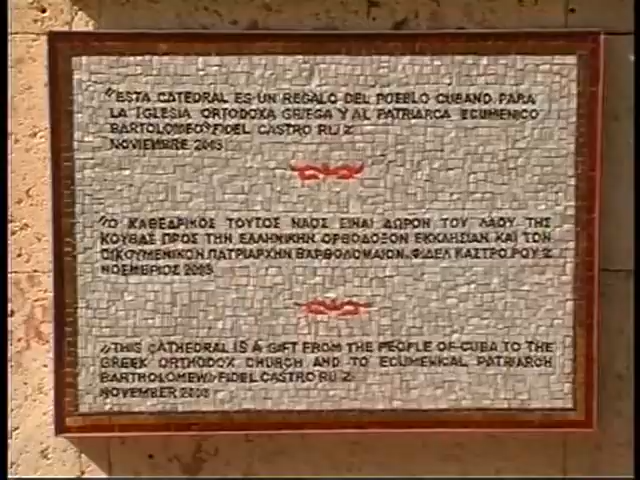 "ESTA CATEDRAL ES UN REGALO DEL PUEBLO CUBANO PARA
LA IGLESIA ORTODOXA GRIEGA Y AL PATRIARCA ECUMENICO
BARTOLOMEO" FIDEL CASTRO RUZ
NOVIEMBRE 2003
"Ο ΚΑΘΕΔΡΙΚΟΣ ΤΟΥΤΟΣ ΝΑΟΣ ΕΙΝΑΙ ΔΩΡΟΝ ΤΟΥ ΛΑΟΥ ΤΗΣ
ΚΟΥΒΑΣ ΠΡΟΣ ΤΗΝ ΕΛΛΗΝΙΚΗΝ ΟΡΘΟΔΟΞΟΝ ΕΚΚΛΗΣΙΑΝ ΚΑΙ ΤΟΝ
ΟΙΚΟΥΜΕΝΙΚΟΝ ΠΑΤΡΙΑΡΧΗΝ ΒΑΡΘΟΛΟΜΑΙΟΝ" ΦΙΔΕΛ ΚΑΣΤΡΟ ΡΟΥΖ
ΝΟΕΜΒΡΙΟΣ 2003
"THIS CATHEDRAL IS A GIFT FROM THE PEOPLE OF CUBA TO THE
GREEK ORTHODOX CHURCH AND TO ECUMENICAL PATRIARCH
BARTHOLOMEW" FIDEL CASTRO RUZ
NOVEMBER 2003